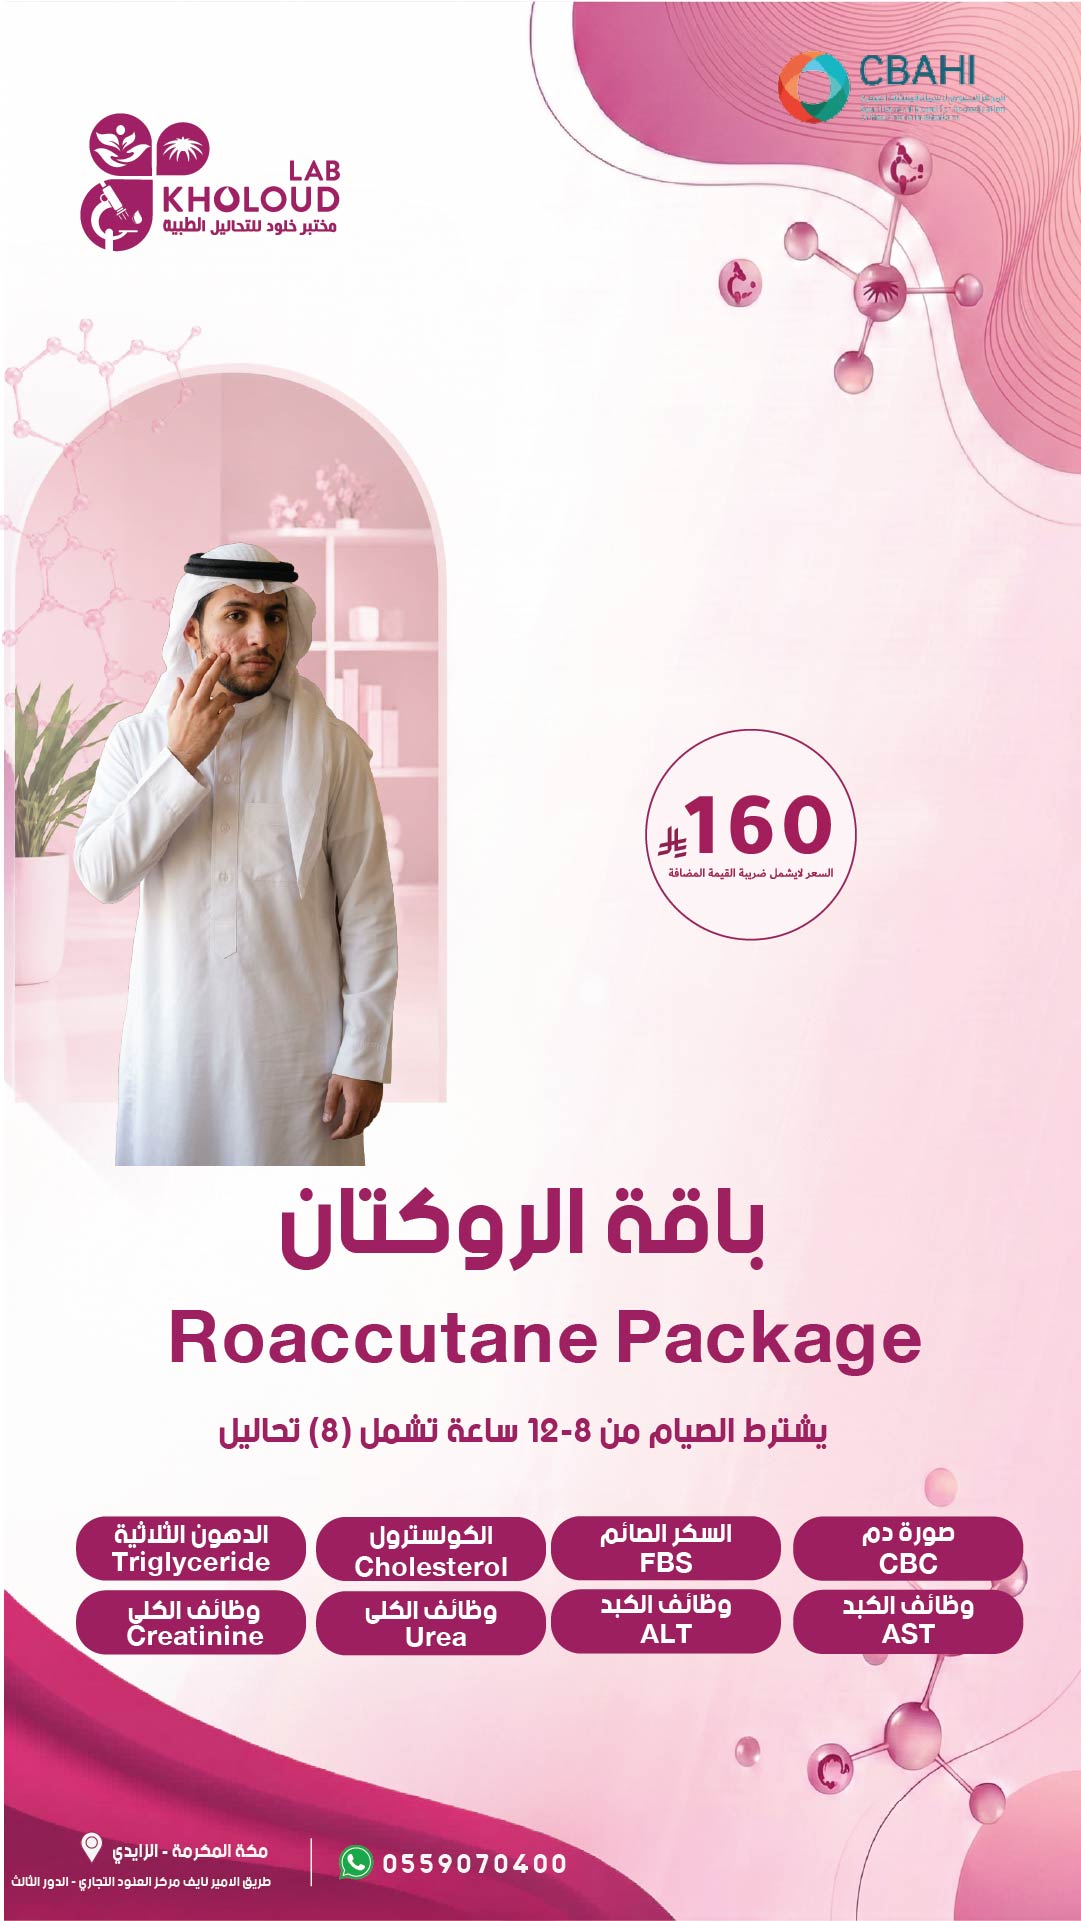 CBAHI
LAB
KHOLOUD
مختبر خلود للتحاليل الطبية
160
السعر لايشمل ضريبة القيمة المضافة
باقة الروكتان
Roaccutane Package
يشترط الصيام من 8-12 ساعة تشمل (8) تحاليل
صورة دم
CBC
السكر الصائم
FBS
الكولسترول
Cholesterol
الدهون الثلاثية
Triglyceride
وظائف الكبد
AST
وظائف الكبد
ALT
وظائف الكلى
Urea
وظائف الكلى
Creatinine
مكة المكرمة - الزايدي
طريق الامير نايف مركز العنود التجاري - الدور الثالث
0559070400